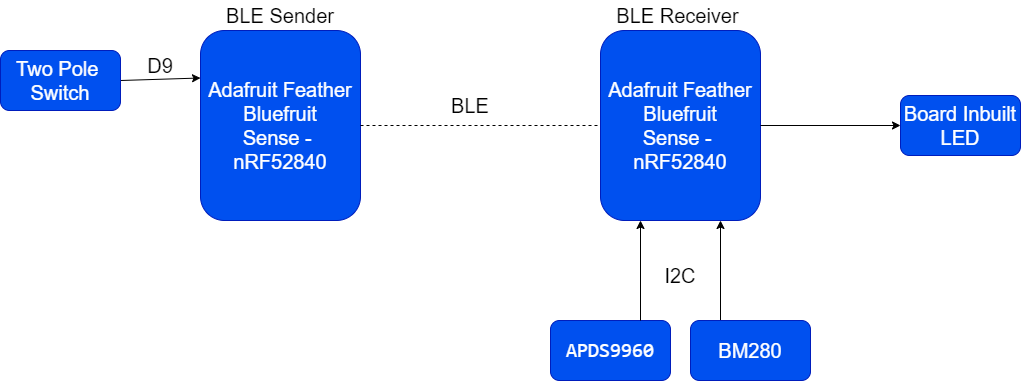 BLE Sender
BLE Receiver
Two Pole
Switch
D9
Adafruit Feather
Bluefruit
Sense -
nRF52840
BLE
Adafruit Feather
Bluefruit
Sense -
nRF52840
Board Inbuilt
LED
I2C
APDS9960
BM280